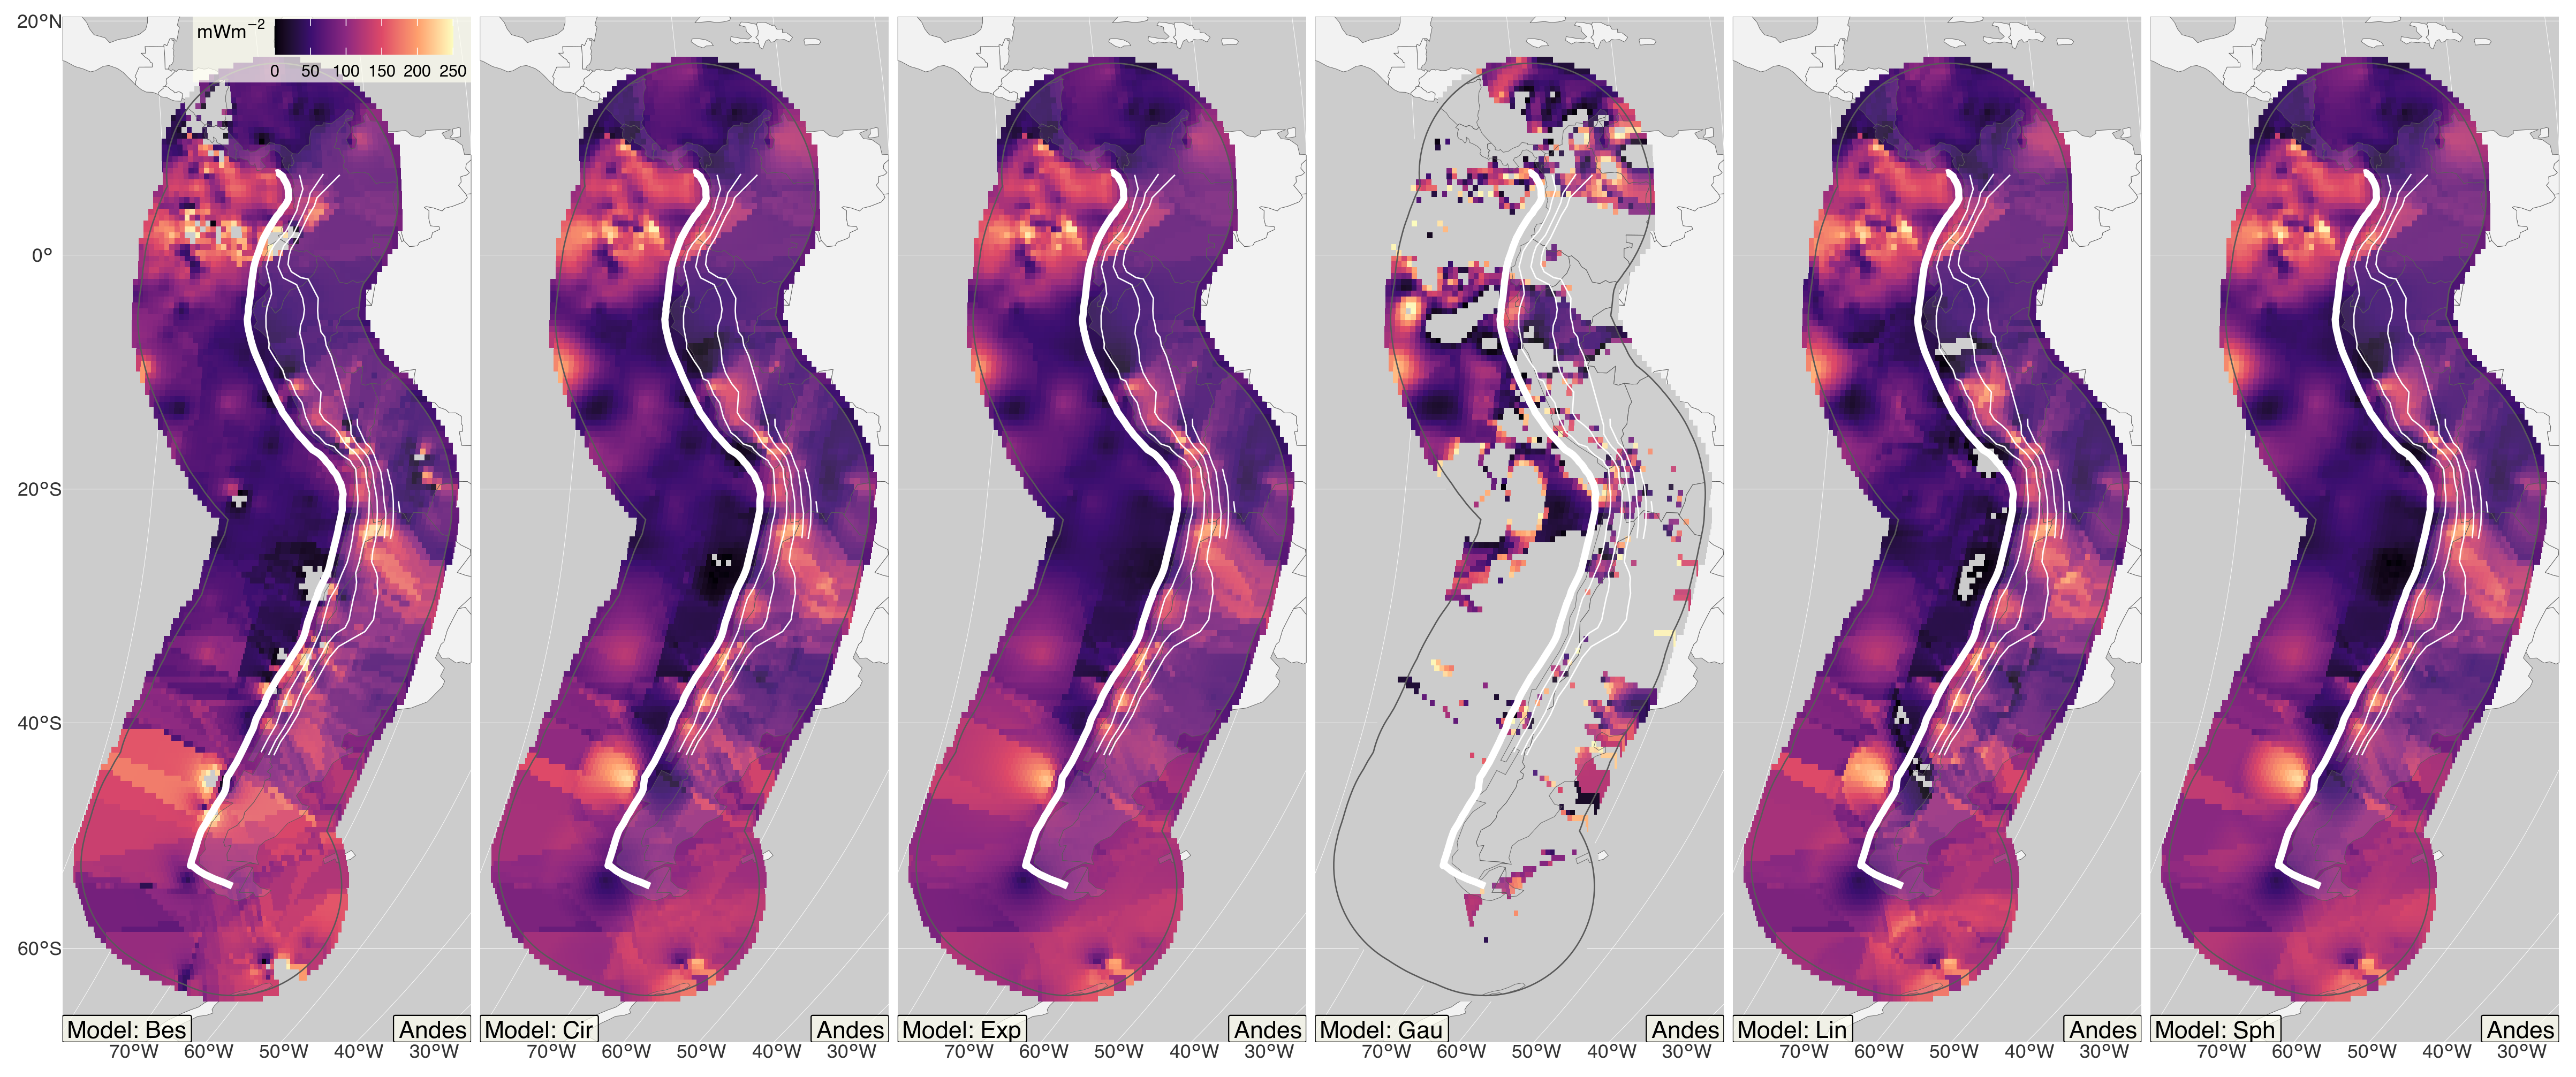 20°N
mWm−2
0 50 100 150 200 250
0°
20°S
40°S
60°S
Model: Bes Andes
Model: Cir Andes
Model: Exp Andes
Model: Gau Andes
Model: Lin Andes
Model: Sph Andes
70°W 60°W 50°W 40°W 30°W
70°W 60°W 50°W 40°W 30°W
70°W 60°W 50°W 40°W 30°W
70°W 60°W 50°W 40°W 30°W
70°W 60°W 50°W 40°W 30°W
70°W 60°W 50°W 40°W 30°W